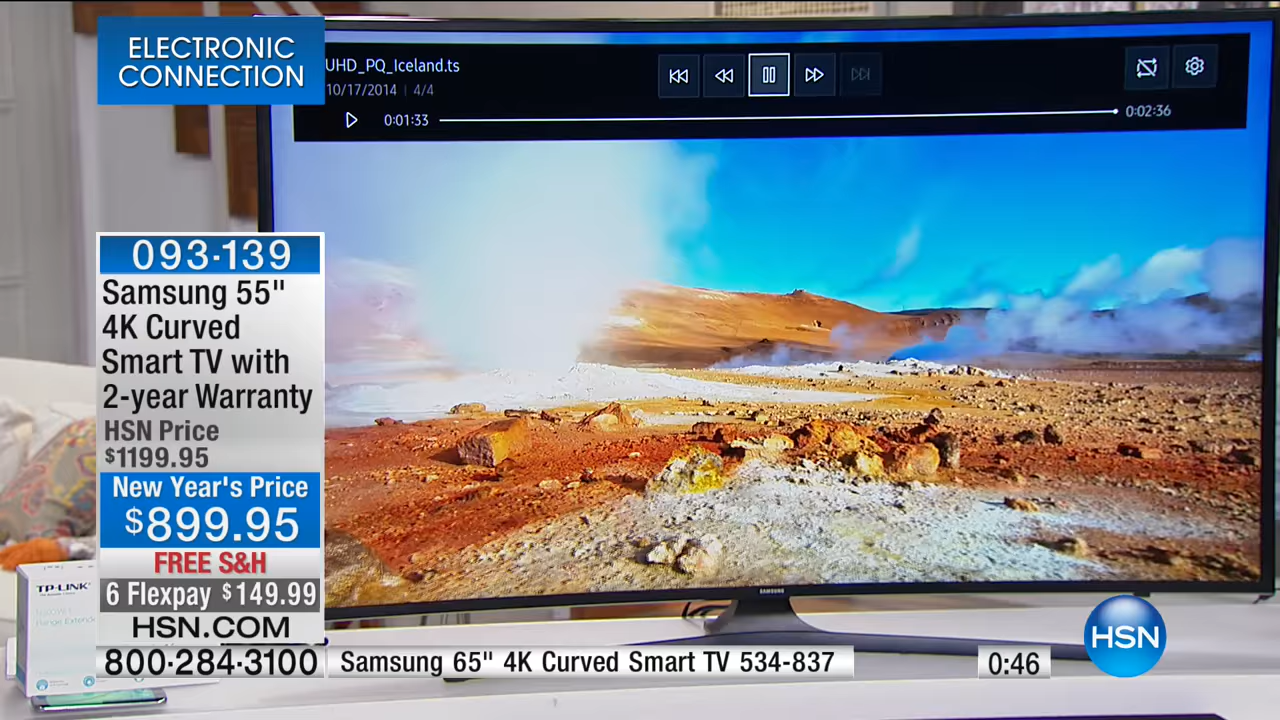 ELECTRONIC
CONNECTION
UHD_PQ_Iceland.ts
10/17/2014 | 4/4
0:01:33
0:02:36
093-139
Samsung 55"
4K Curved
Smart TV with
2-year Warranty
HSN Price
$1199.95
New Year's Price
$899.95
FREE S&H
6 Flexpay $149.99
HSN.COM
800-284-3100
Samsung 65" 4K Curved Smart TV 534-837
0:46
HSN
SAMSUNG
TP-LINK
Range Extender